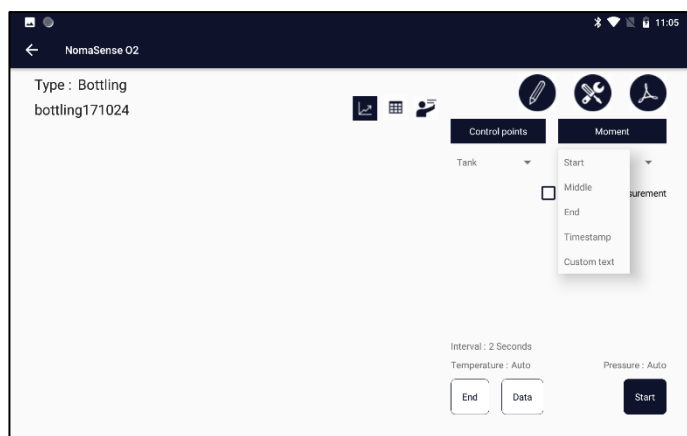 11:05
NomaSense O2
Type : Bottling
bottling171024
Control points
Moment
Tank
Start
Middle
End
Timestamp
Custom text
surement
Interval : 2 Seconds
Temperature : Auto
Pressure : Auto
End
Data
Start